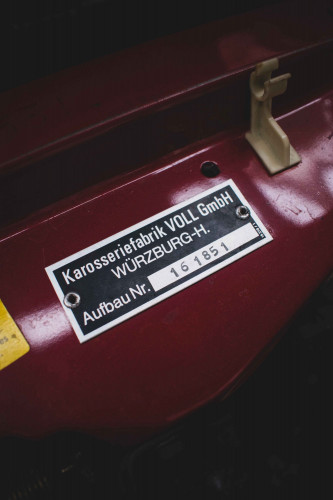 Karosseriefabrik VOLL GmbH
WÜRZBURG-H.
Aufbau Nr. 161851